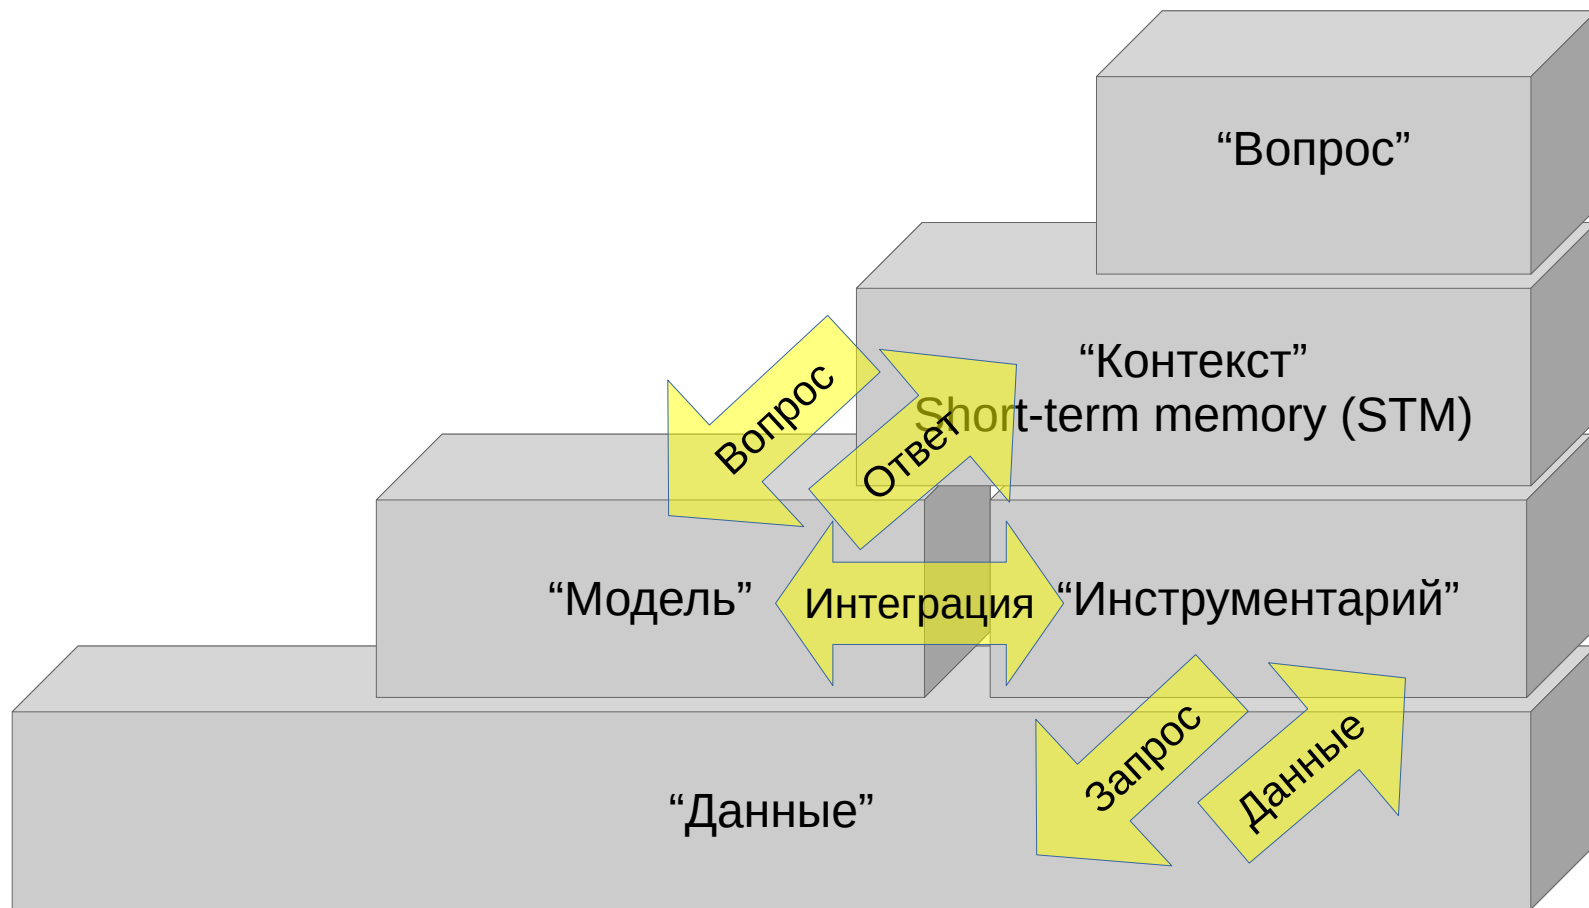 “Вопрос”
“Контекст”
Short-term memory (STM)
Вопрос
Ответ
“Модель”
Интеграция
“Инструментарий”
Запрос
Данные
“Данные”